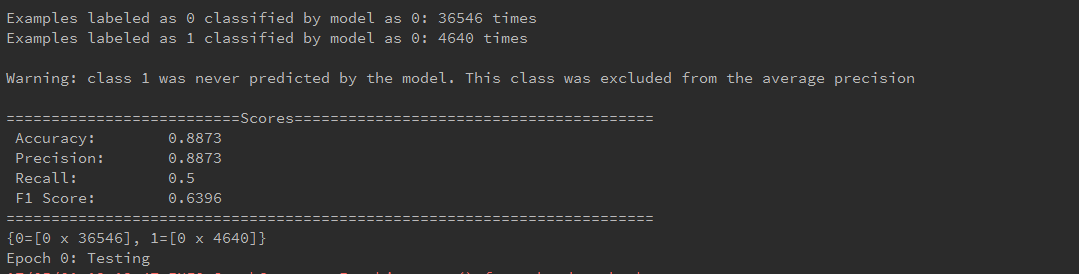 Examples labeled as 0 classified by model as 0: 36546 times
Examples labeled as 1 classified by model as 0: 4640 times
Warning: class 1 was never predicted by the model. This class was excluded from the average precision
==========================Scores========================================
Accuracy: 0.8873
Precision: 0.8873
Recall: 0.5
F1 Score: 0.6396
========================================================================
{0=[0 x 36546], 1=[0 x 4640]}
Epoch 0: Testing